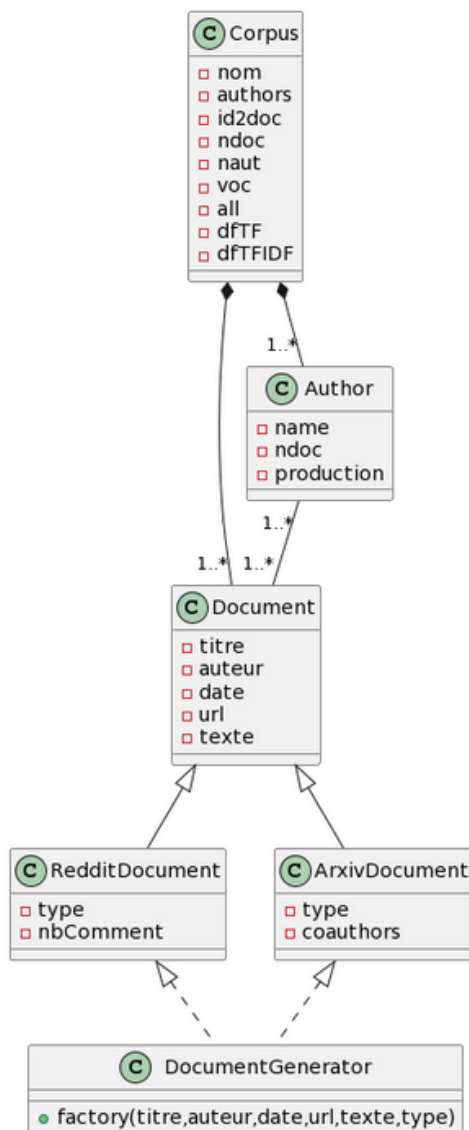 C Corpus
nom
authors
id2doc
ndoc
naut
voc
all
dfTF
dfTFIDF
1..*
C Author
name
ndoc
production
1..*
1..* 1..*
C Document
titre
auteur
date
url
texte
C RedditDocument
type
nbComment
C ArxivDocument
type
coauthors
C DocumentGenerator
factory(titre,auteur,date,url,texte,type)